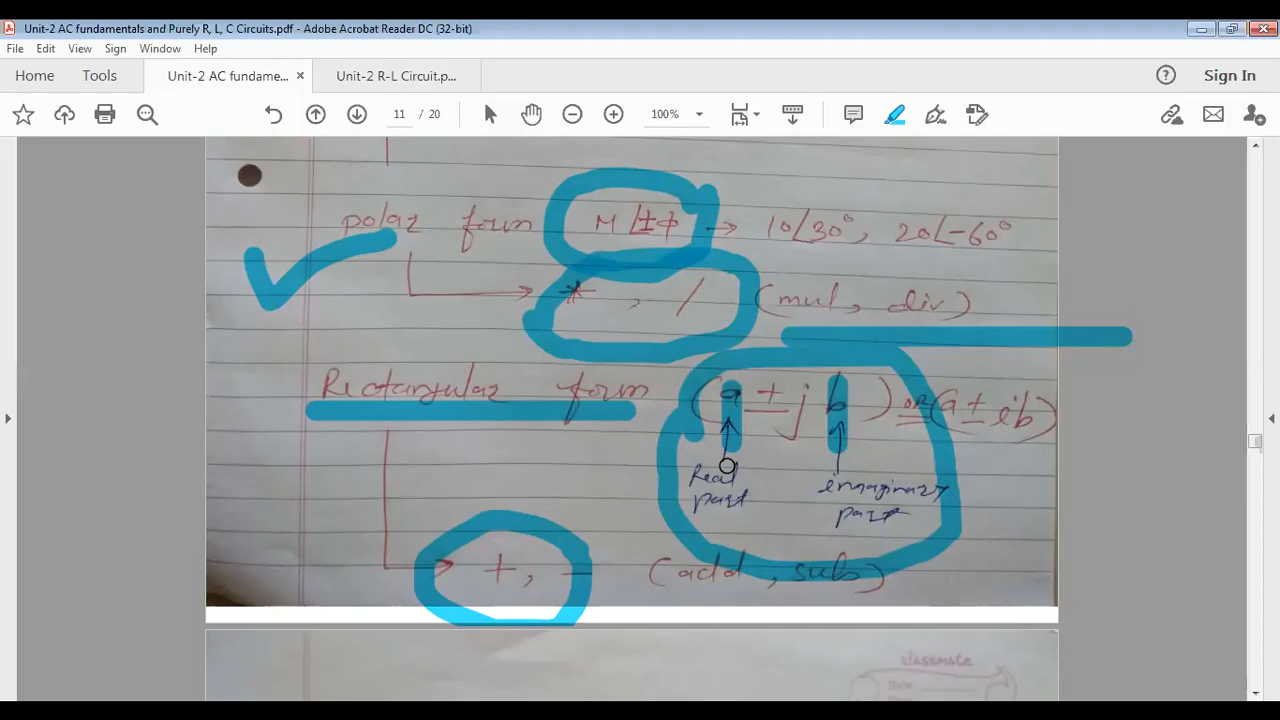 Unit-2 AC fundamentals and Purely R, L, C Circuits.pdf - Adobe Acrobat Reader DC (32-bit)
File Edit View Sign Window Help
Home Tools Unit-2 AC fundame... × Unit-2 R-L Circuit.p... ? Sign In
11 / 20 100%
polar form M∠±φ → 10∠30°, 20∠-60°
*, / (mul, div)
Rectangular form (a ± j b) OR (a ± ib)
Real part
imaginary part
+, - (add, sub)
classmate
Date